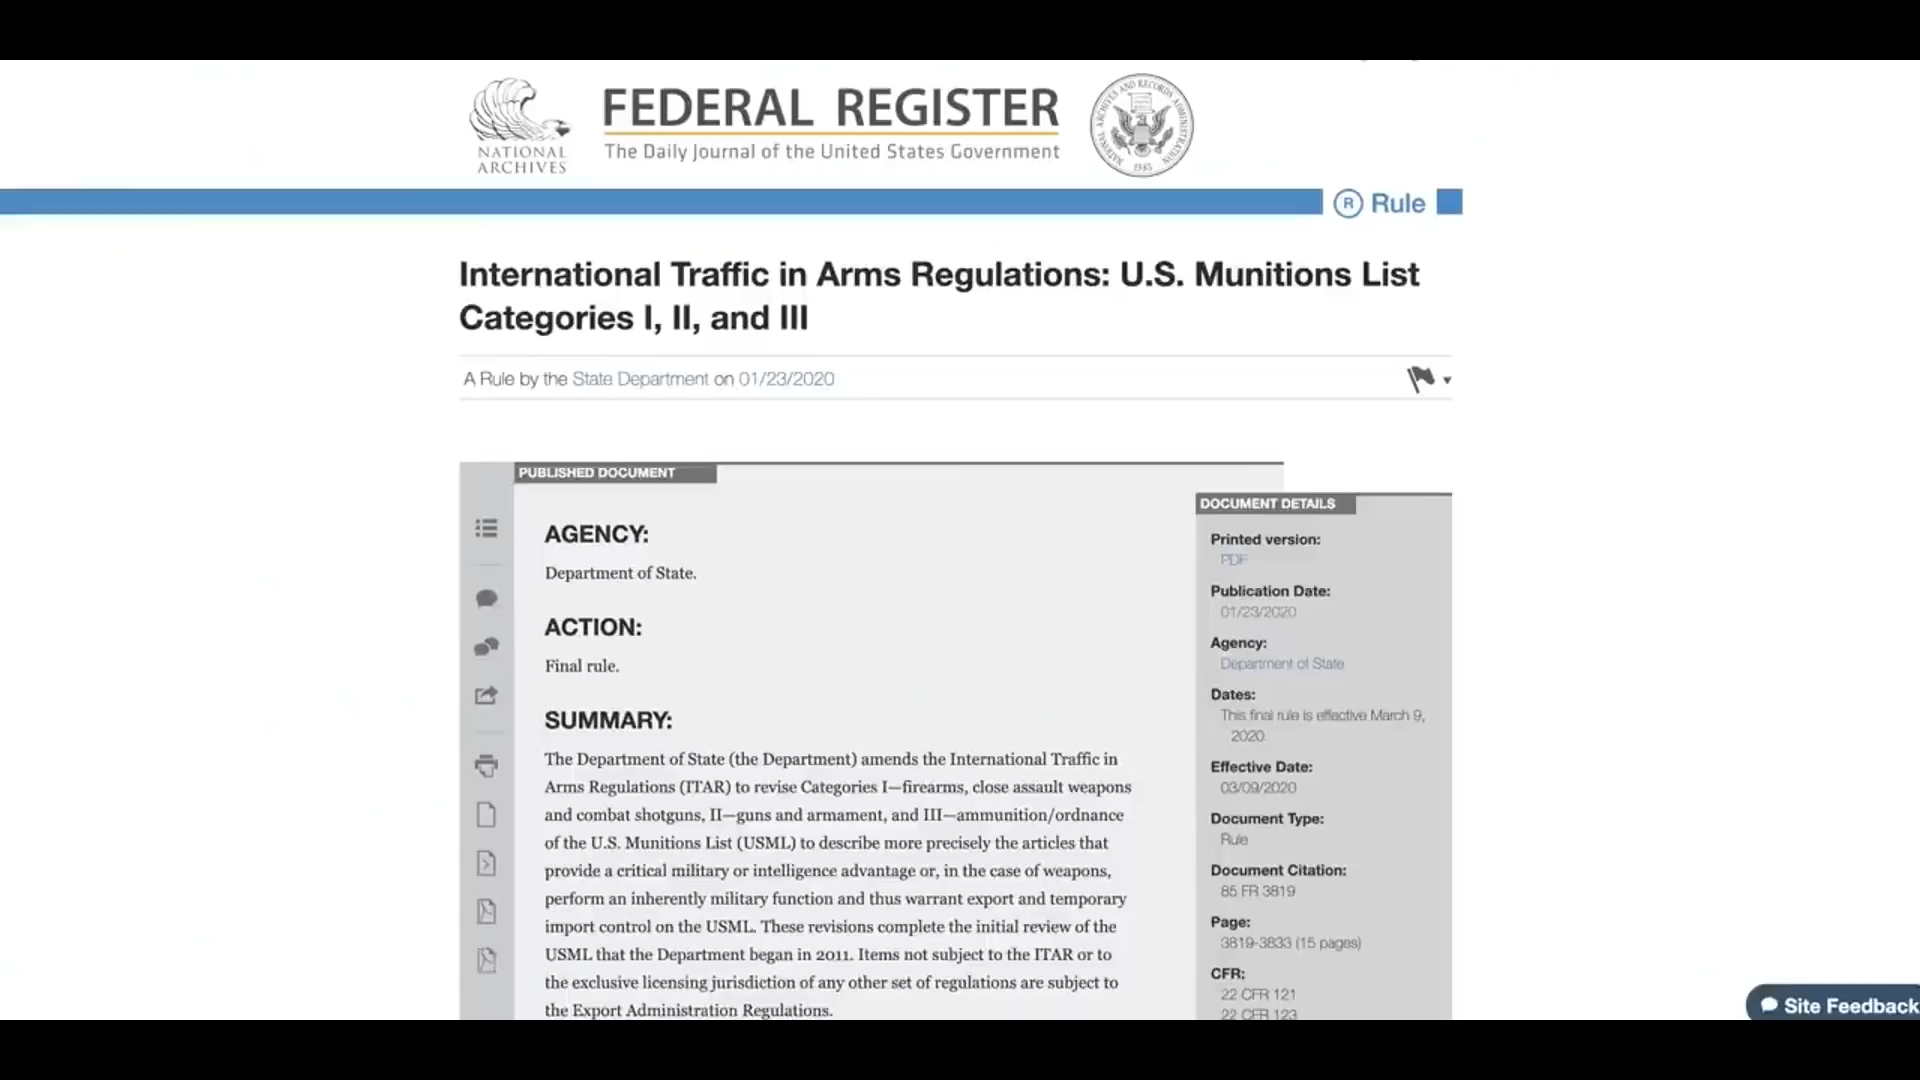 NATIONAL
ARCHIVES
FEDERAL REGISTER
The Daily Journal of the United States Government
NATIONAL ARCHIVES AND RECORDS ADMINISTRATION
1985
R Rule
International Traffic in Arms Regulations: U.S. Munitions List
Categories I, II, and III
A Rule by the State Department on 01/23/2020
PUBLISHED DOCUMENT
AGENCY:
Department of State.
ACTION:
Final rule.
SUMMARY:
The Department of State (the Department) amends the International Traffic in
Arms Regulations (ITAR) to revise Categories I—firearms, close assault weapons
and combat shotguns, II—guns and armament, and III—ammunition/ordnance
of the U.S. Munitions List (USML) to describe more precisely the articles that
provide a critical military or intelligence advantage or, in the case of weapons,
perform an inherently military function and thus warrant export and temporary
import control on the USML. These revisions complete the initial review of the
USML that the Department began in 2011. Items not subject to the ITAR or to
the exclusive licensing jurisdiction of any other set of regulations are subject to
the Export Administration Regulations.
DOCUMENT DETAILS
Printed version:
PDF
Publication Date:
01/23/2020
Agency:
Department of State
Dates:
This final rule is effective March 9,
2020.
Effective Date:
03/09/2020
Document Type:
Rule
Document Citation:
85 FR 3819
Page:
3819-3833 (15 pages)
CFR:
22 CFR 121
22 CFR 123
Site Feedback